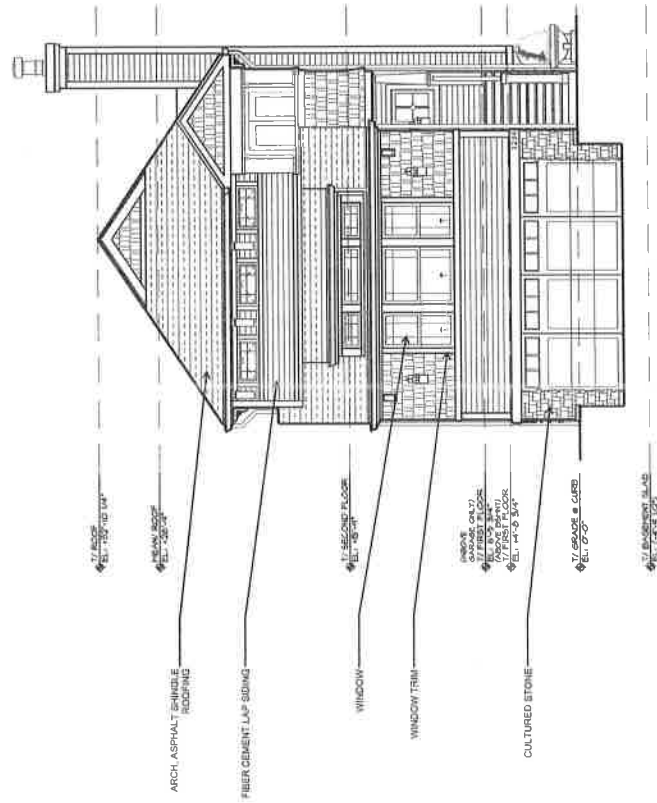 T/ ROOF
MEAN ROOF
T/ SECOND FLOOR
(ABOVE
GARAGE ONLY)
T/ FIRST FLOOR
(ABOVE BSMNT)
T/ FIRST FLOOR
T/ GRADE @ CURB
EL: 0'-0"
T/ BASEMENT SLAB
ARCH. ASPHALT SHINGLE
ROOFING
FIBER CEMENT LAP SIDING
WINDOW
WINDOW TRIM
CULTURED STONE